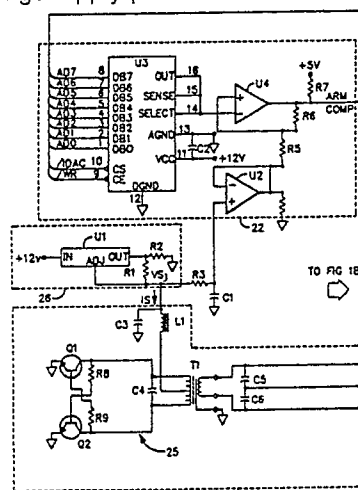 supply
U3
AD7 8 DB7 OUT 16
AD6 7 DB6
AD5 6 DB5 SENSE 15
AD4 5 DB4
AD3 4 DB3 SELECT 14
AD2 3 DB2
AD1 2 DB1 AGND 13
AD0 1 DB0
C2
VCC 11 +12V
/DAC 10 CS
/WR 9 CE
DGND
12
U4
+5V
R7
ARM
COMP
R6
R5
U2
22
U1
+12v IN OUT
ADJ
R2
R1
VS
R3
C1
26
IS
TO FIG 1B
C3
L1
Q1
R8
R9
Q2
C4
T1
C5
C6
25